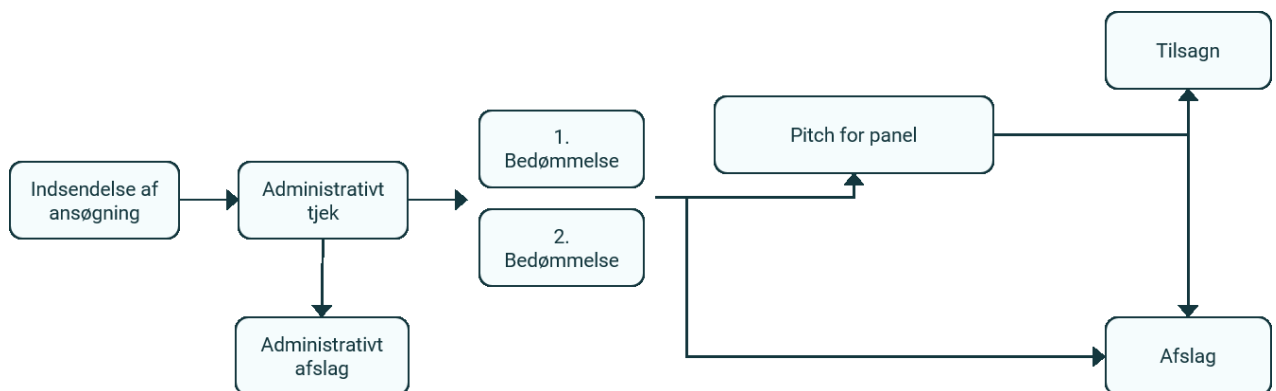 Indsendelse af
ansøgning
Administrativt
tjek
Administrativt
afslag
1.
Bedømmelse
2.
Bedømmelse
Pitch for panel
Tilsagn
Afslag